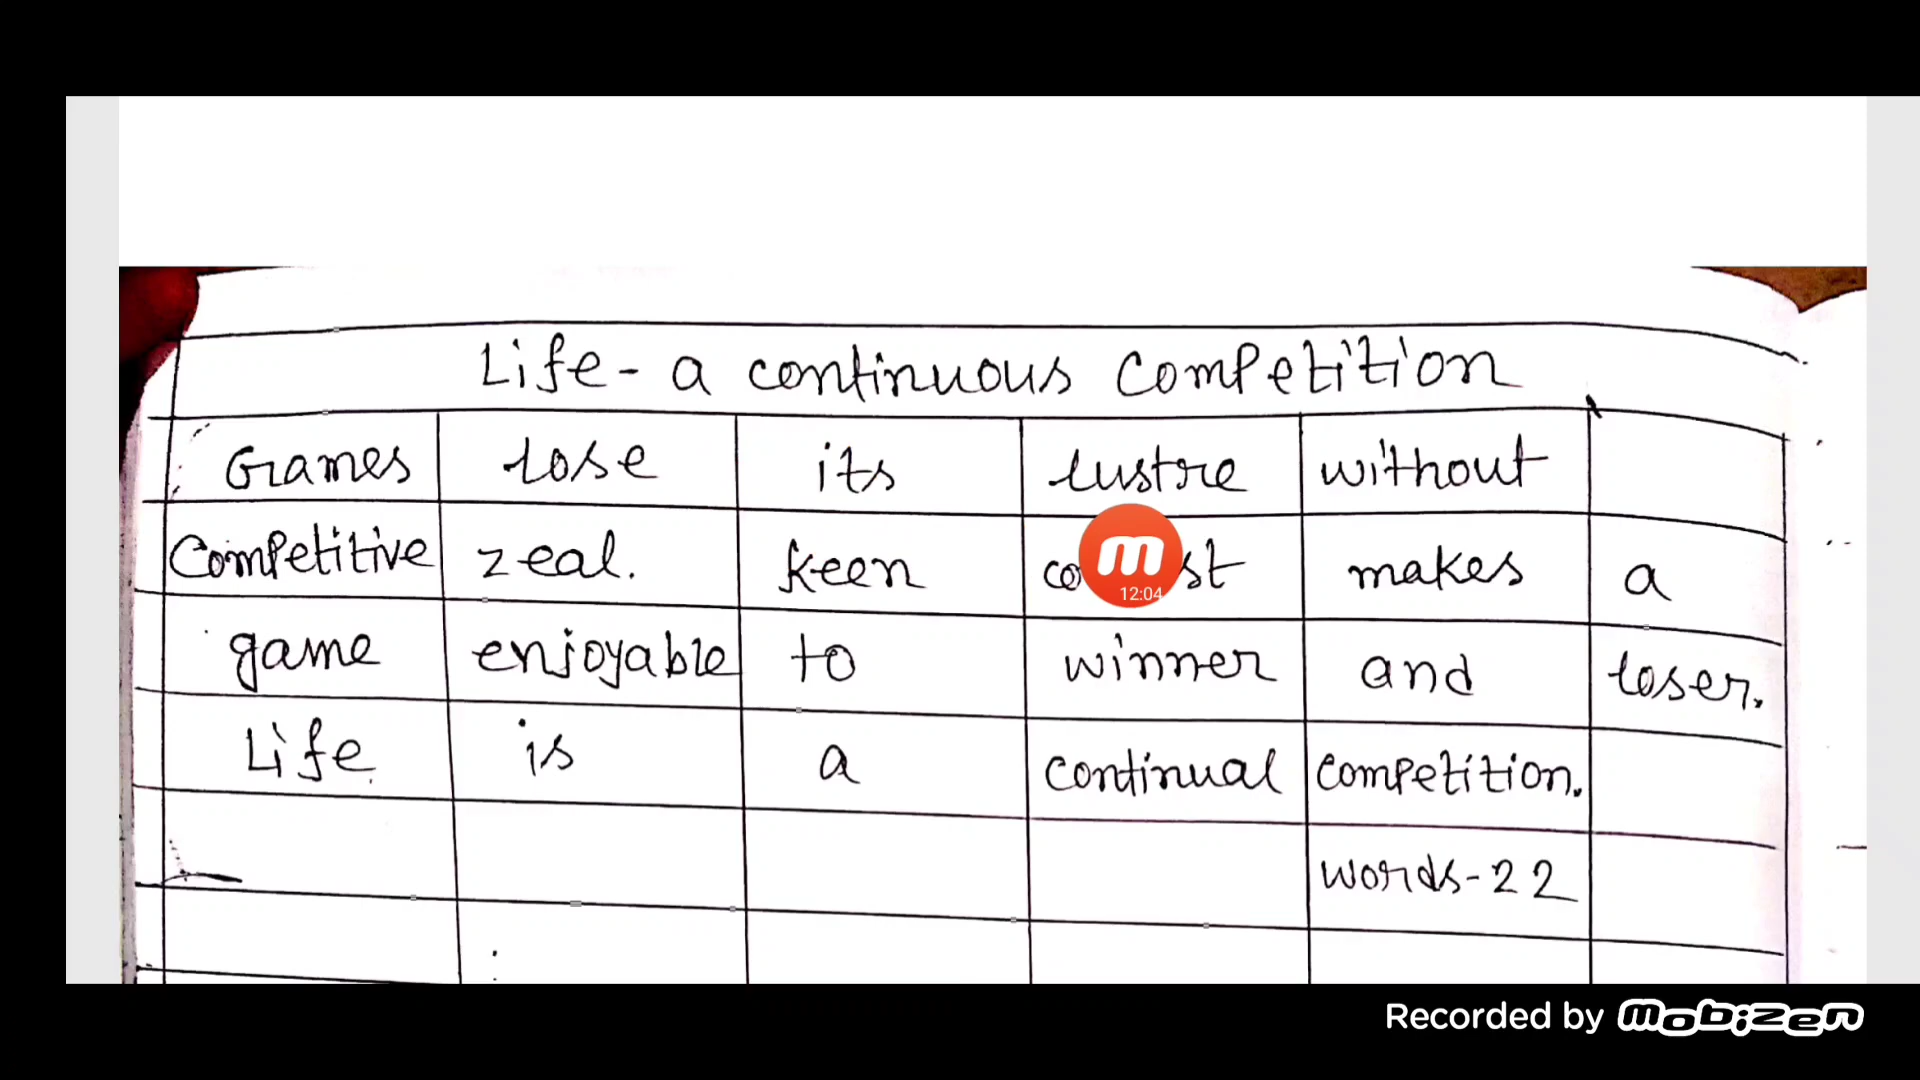 Life - a continuous competition
Games lose its lustre without
Competitive zeal. keen makes a
game enjoyable to winner and loser.
Life is a continual competition.
words - 22
12:04
Recorded by mobizen